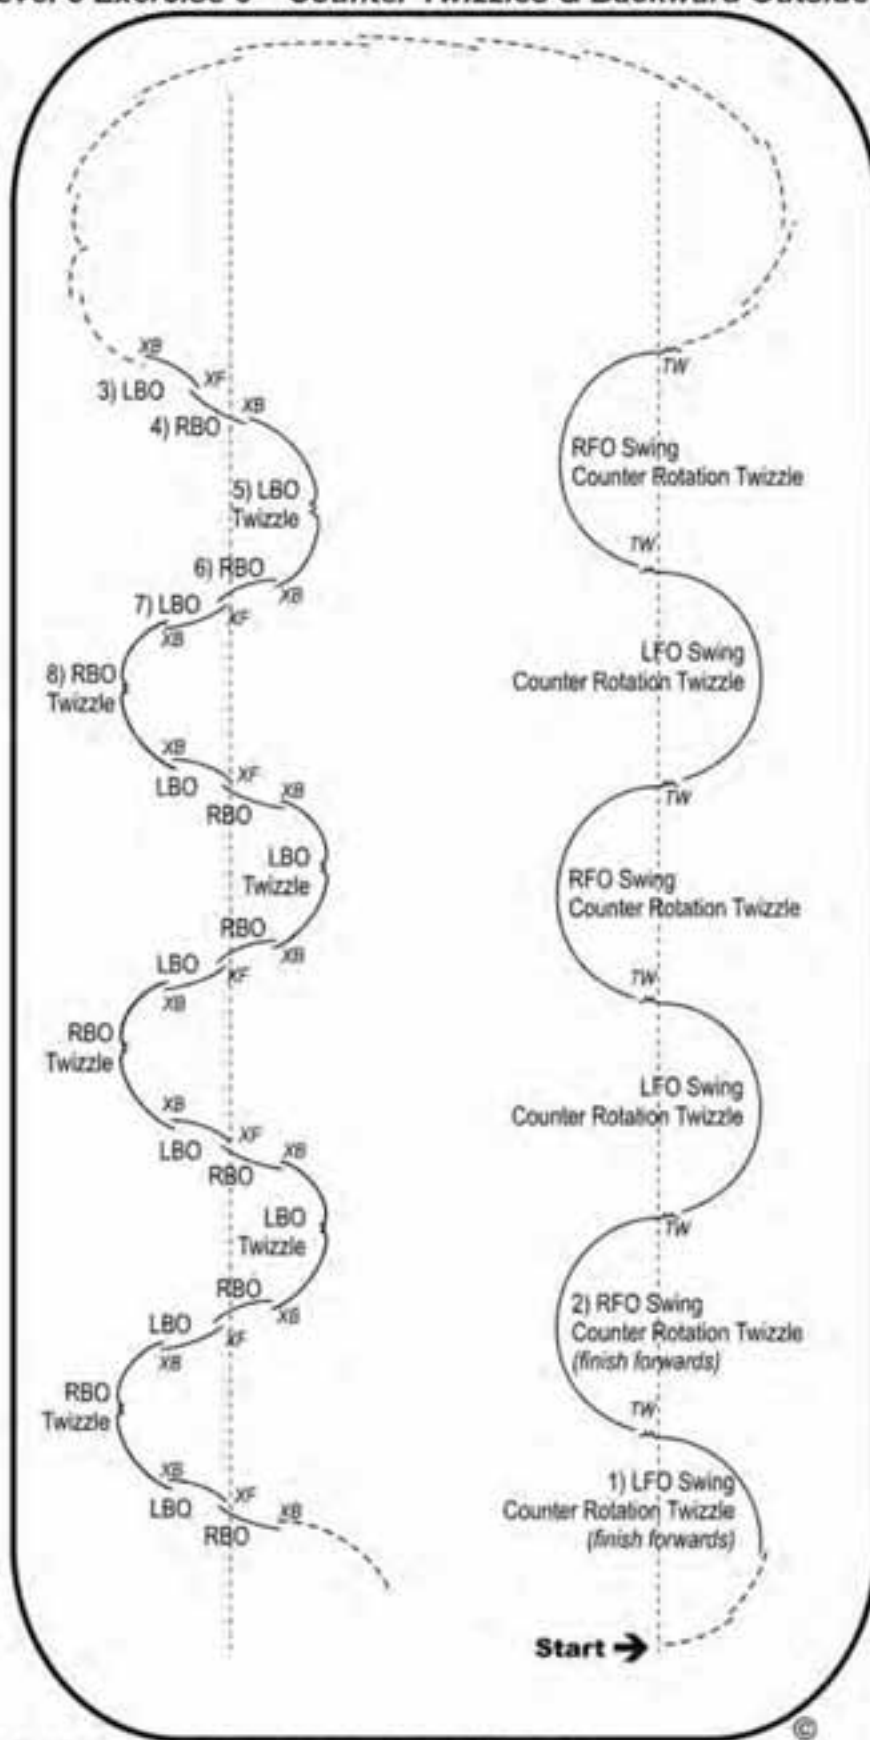 Exercise
Counter Twizzles & Backward Outside
XB
3) LBO
XF
4) RBO
XB
5) LBO
Twizzle
6) RBO
XB
7) LBO
XF
XB
8) RBO
Twizzle
XB
LBO
XF
RBO
XB
LBO
Twizzle
RBO
XB
LBO
XF
XB
RBO
Twizzle
XB
LBO
XF
RBO
XB
LBO
Twizzle
RBO
XB
LBO
XF
XB
RBO
Twizzle
XB
LBO
XF
RBO
XB
TW
RFO Swing
Counter Rotation Twizzle
TW
LFO Swing
Counter Rotation Twizzle
TW
RFO Swing
Counter Rotation Twizzle
TW
LFO Swing
Counter Rotation Twizzle
TW
2) RFO Swing
Counter Rotation Twizzle
(finish forwards)
TW
1) LFO Swing
Counter Rotation Twizzle
(finish forwards)
Start →
©